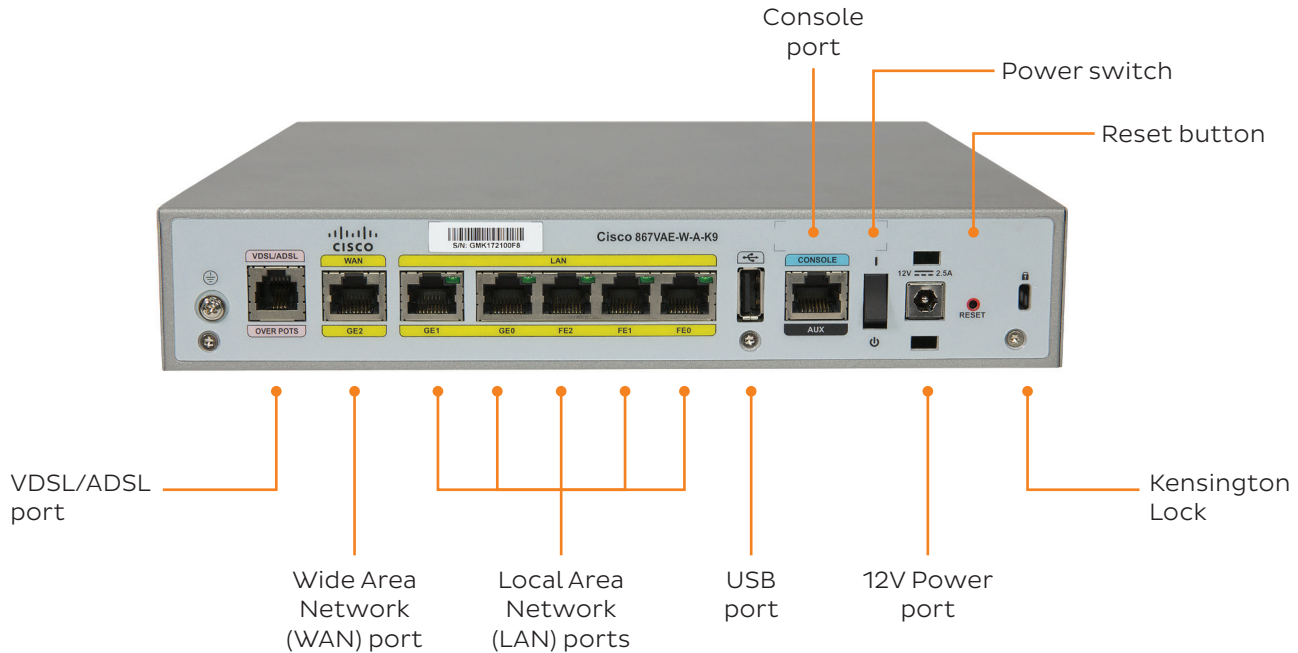 Console
port
Power switch
Reset button
CISCO
S/N: GMK172100F8
Cisco 867VAE-W-A-K9
VDSL/ADSL
WAN
LAN
CONSOLE
12V 2.5A
RESET
OVER POTS
GE2
GE1
GE0
FE2
FE1
FE0
AUX
VDSL/ADSL
port
Kensington
Lock
Wide Area
Network
(WAN) port
Local Area
Network
(LAN) ports
USB
port
12V Power
port